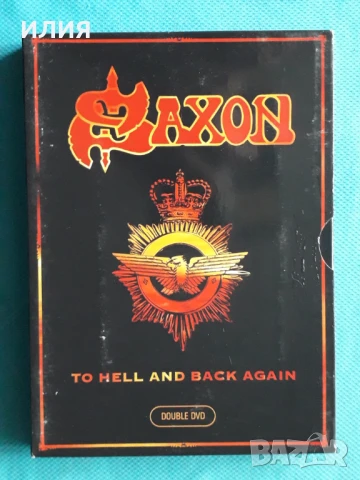 илия
SAXON
TO HELL AND BACK AGAIN
DOUBLE DVD
BAZAR